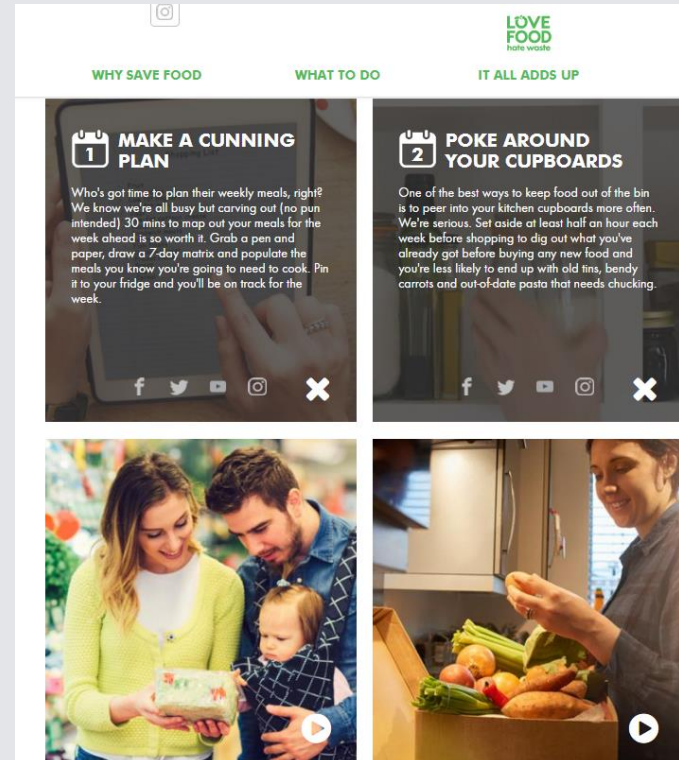 LOVE
FOOD
hate waste
WHY SAVE FOOD
WHAT TO DO
IT ALL ADDS UP
1
MAKE A CUNNING
PLAN
Who's got time to plan their weekly meals, right?
We know we're all busy but carving out (no pun
intended) 30 mins to map out your meals for the
week ahead is so worth it. Grab a pen and
paper, draw a 7-day matrix and populate the
meals you know you're going to need to cook. Pin
it to your fridge and you'll be on track for the
week.
2
POKE AROUND
YOUR CUPBOARDS
One of the best ways to keep food out of the bin
is to peer into your kitchen cupboards more often.
We're serious. Set aside at least half an hour each
week before shopping to dig out what you've
already got before buying any new food and
you're less likely to end up with old tins, bendy
carrots and out-of-date pasta that needs chucking.